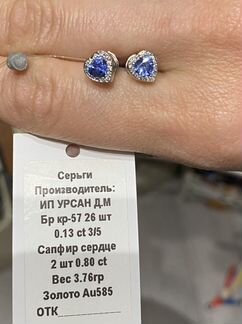 Серьги
Производитель:
ИП УРСАН Д.М
Бр кр-57 26 шт
0.13 ct 3/5
Сапфир сердце
2 шт 0.80 ct
Вес 3.76гр
Золото Au585
ОТК